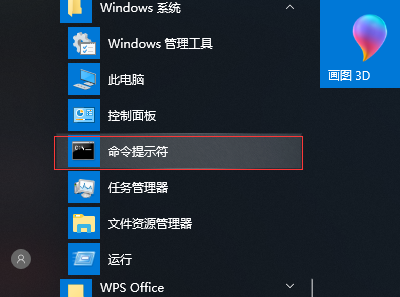 Windows 系统
Windows 管理工具
此电脑
控制面板
命令提示符
任务管理器
文件资源管理器
运行
WPS Office
画图 3D